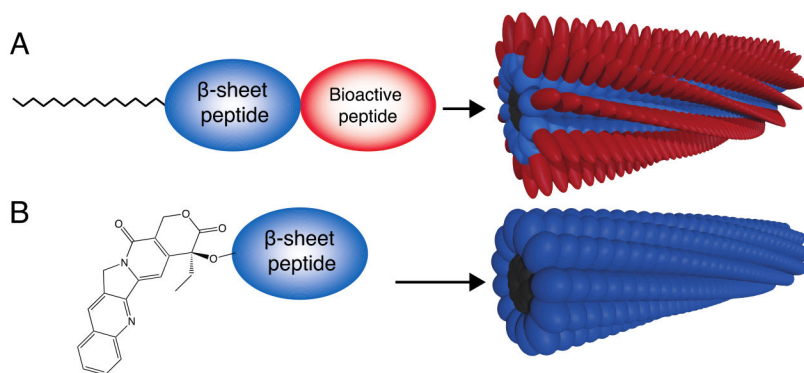 A
β-sheet
peptide
Bioactive
peptide
B
O
O
O
N
O
N
β-sheet
peptide